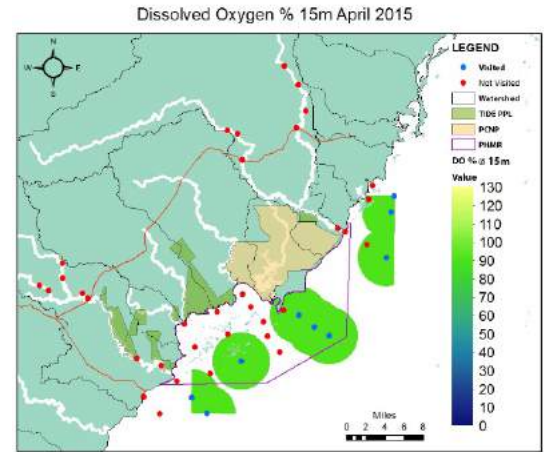 Dissolved Oxygen % 15m April 2015
N
W E
S
LEGEND
Visited
Not Visited
Watershed
TIDE PPL
PCNP
PHMR
DO % @ 15m
Value
130
120
110
100
90
80
70
60
50
40
30
20
10
0
Miles
0 2 4 6 8